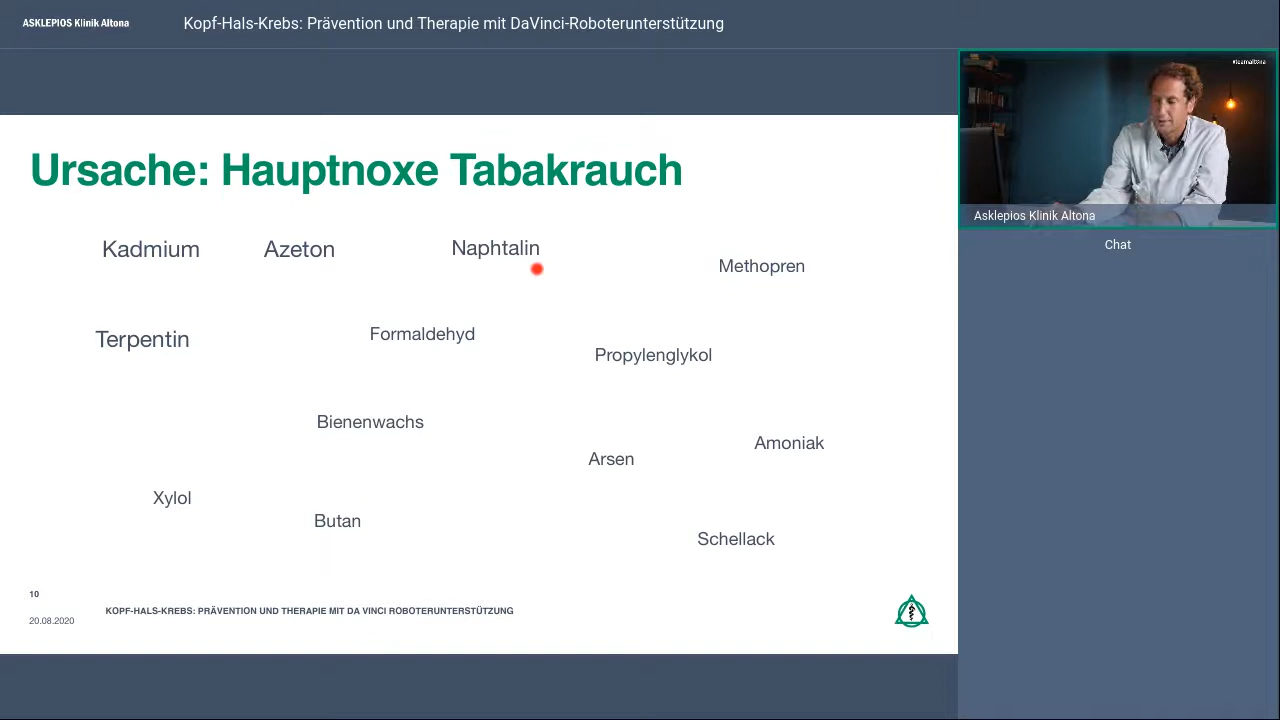 ASKLEPIOS Klinik Altona
Kopf-Hals-Krebs: Prävention und Therapie mit DaVinci-Roboterunterstützung
#teamaltona
Asklepios Klinik Altona
Chat
Ursache: Hauptnoxe Tabakrauch
Kadmium Azeton Naphtalin
Methopren
Terpentin Formaldehyd
Propylenglykol
Bienenwachs
Amoniak
Arsen
Xylol
Butan
Schellack
10
KOPF-HALS-KREBS: PRÄVENTION UND THERAPIE MIT DA VINCI ROBOTERUNTERSTÜTZUNG
20.08.2020